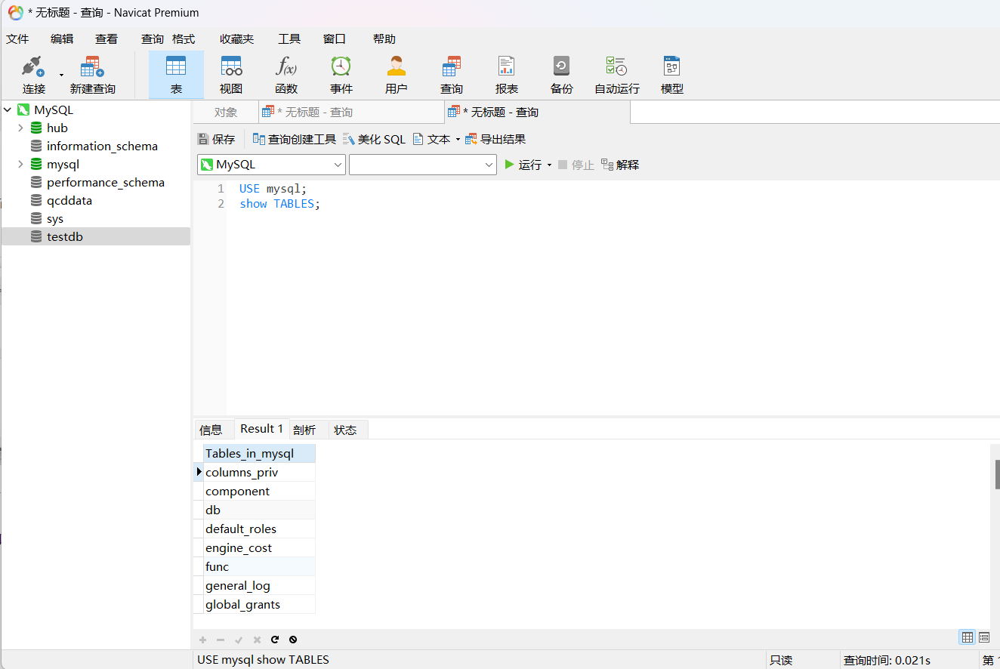 * 无标题 - 查询 - Navicat Premium
文件 编辑 查看 查询 格式 收藏夹 工具 窗口 帮助
连接 新建查询 表 视图 函数 事件 用户 查询 报表 备份 自动运行 模型
MySQL
hub
information_schema
mysql
performance_schema
qcddata
sys
testdb
对象 * 无标题 - 查询 * 无标题 - 查询
保存 查询创建工具 美化 SQL 文本 导出结果
MySQL 运行 停止 解释
1 USE mysql;
2 show TABLES;
信息 Result 1 剖析 状态
Tables_in_mysql
columns_priv
component
db
default_roles
engine_cost
func
general_log
global_grants
USE mysql show TABLES 只读 查询时间: 0.021s 第